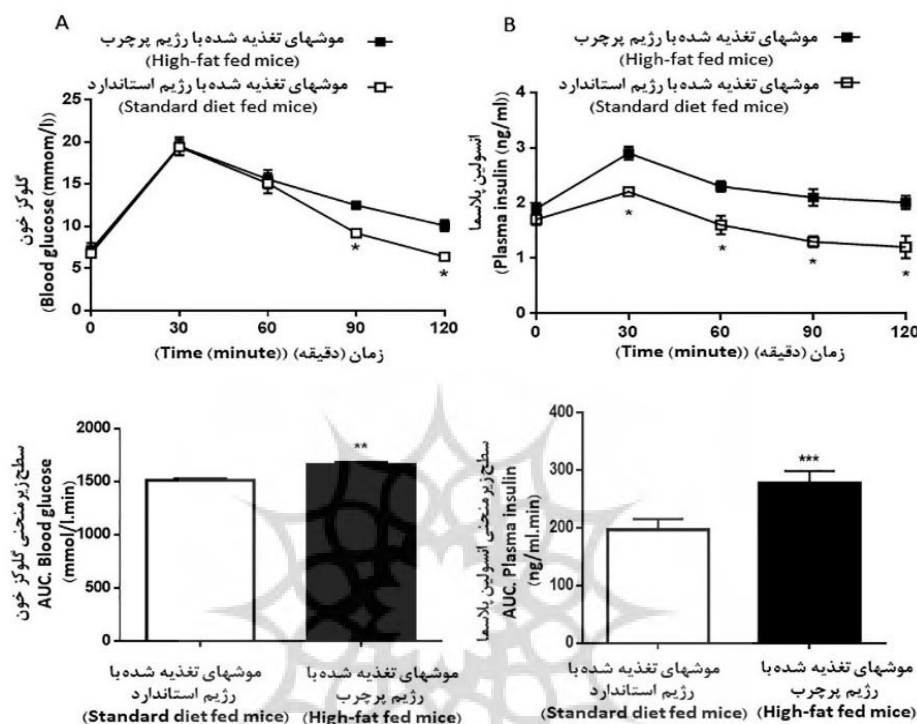 A
موشهای تغذیه شده با رژیم پرچرب
(High-fat fed mice)
موشهای تغذیه شده با رژیم استاندارد
(Standard diet fed mice)
گلوکز خون
(Blood glucose (mmom/l))
25
20
15
10
5
0
*
*
0 30 60 90 120
زمان (دقیقه) (Time (minute))
B
موشهای تغذیه شده با رژیم پرچرب
(High-fat fed mice)
موشهای تغذیه شده با رژیم استاندارد
(Standard diet fed mice)
انسولین پلاسما
(Plasma insulin (ng/ml))
4
3
2
1
0
*
*
*
*
0 30 60 90 120
زمان (دقیقه) (Time (minute))
سطح زیر منحنی گلوکز خون
AUC. Blood glucose
mmol/l.min
2000
1500
1000
500
0
**
موشهای تغذیه شده با
رژیم استاندارد
(Standard diet fed mice)
موشهای تغذیه شده با
رژیم پرچرب
(High-fat fed mice)
سطح زیر منحنی انسولین پلاسما
AUC. Plasma insulin
ng/ml.min
400
300
200
100
0
***
موشهای تغذیه شده با
رژیم استاندارد
(Standard diet fed mice)
موشهای تغذیه شده با
رژیم پرچرب
(High-fat fed mice)